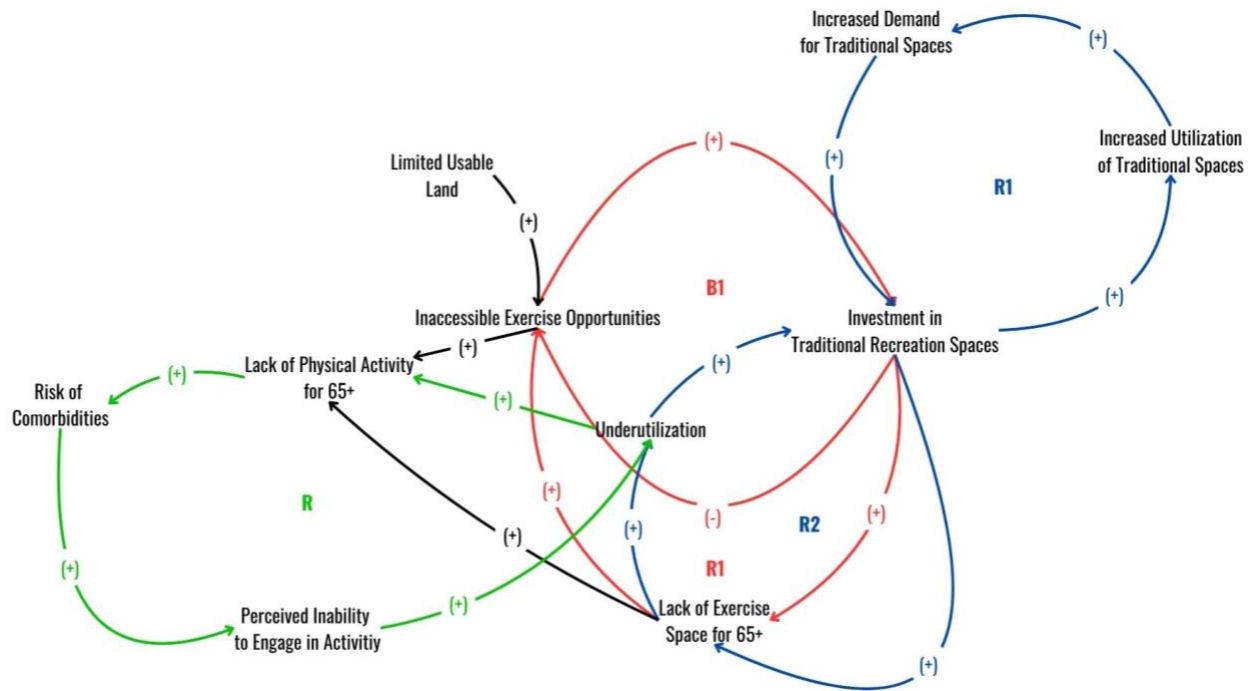 Increased Demand
for Traditional Spaces
(+)
Increased Utilization
of Traditional Spaces
(+)
(+)
Limited Usable
Land
(+)
R1
(+)
B1
(+)
Inaccessible Exercise Opportunities
Investment in
Traditional Recreation Spaces
(+)
(+)
Lack of Physical Activity
for 65+
(+)
Risk of
Comorbidities
(+)
Underutilization
(+)
R
(+)
(-)
(+)
R2
(+)
(+)
R1
(+)
Perceived Inability
to Engage in Activitiy
(+)
Lack of Exercise
Space for 65+
(+)